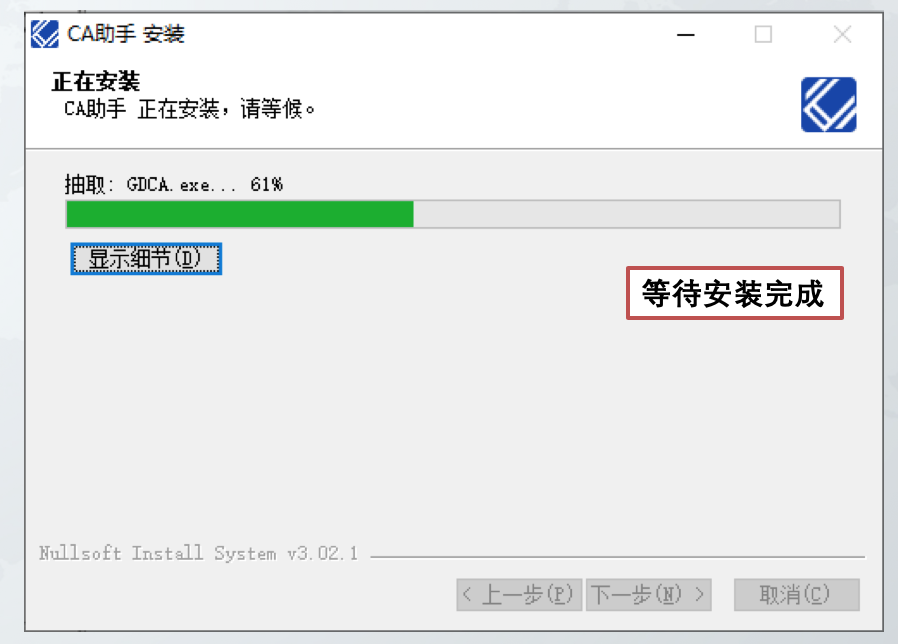 CA助手 安装
正在安装
CA助手 正在安装，请等候。
抽取: GDCA.exe... 61%
显示细节(D)
等待安装完成
Nullsoft Install System v3.02.1
< 上一步(P) 下一步(N) > 取消(C)